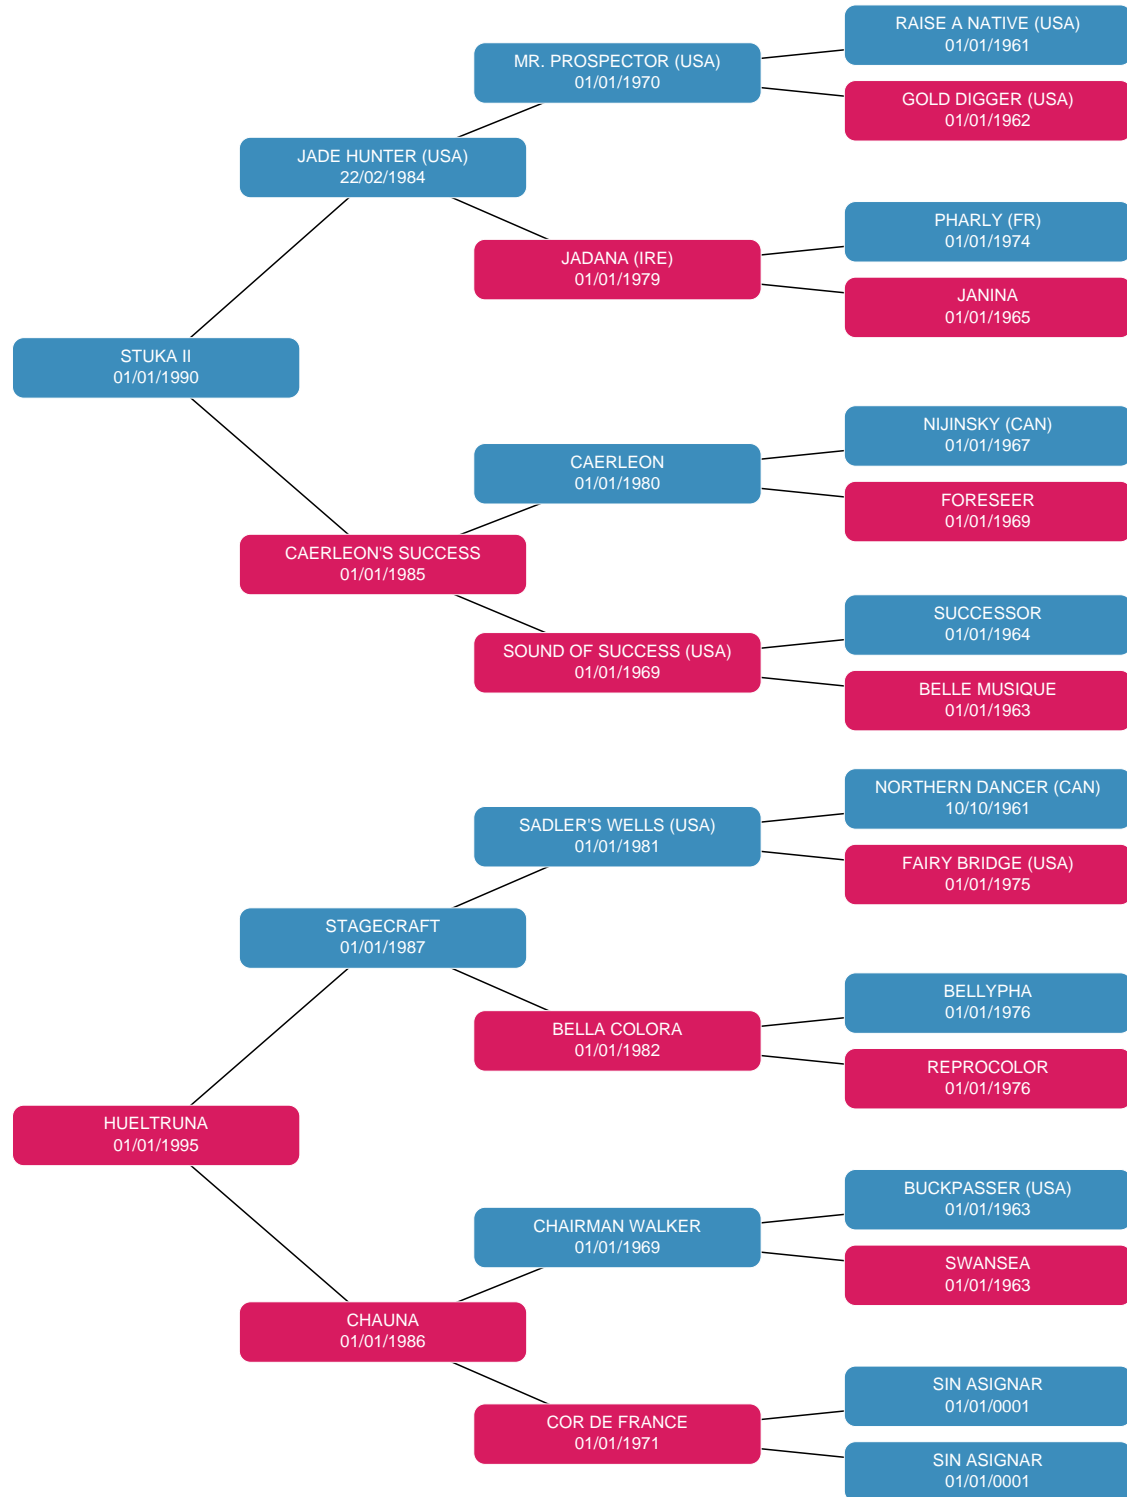 RAISE A NATIVE (USA)
01/01/1961
MR. PROSPECTOR (USA)
01/01/1970
GOLD DIGGER (USA)
01/01/1962
JADE HUNTER (USA)
22/02/1984
PHARLY (FR)
01/01/1974
JADANA (IRE)
01/01/1979
JANINA
01/01/1965
STUKA II
01/01/1990
NIJINSKY (CAN)
01/01/1967
CAERLEON
01/01/1980
FORESEER
01/01/1969
CAERLEON'S SUCCESS
01/01/1985
SUCCESSOR
01/01/1964
SOUND OF SUCCESS (USA)
01/01/1969
BELLE MUSIQUE
01/01/1963
NORTHERN DANCER (CAN)
10/10/1961
SADLER'S WELLS (USA)
01/01/1981
FAIRY BRIDGE (USA)
01/01/1975
STAGECRAFT
01/01/1987
BELLYPHA
01/01/1976
BELLA COLORA
01/01/1982
REPROCOLOR
01/01/1976
HUELTRUNA
01/01/1995
BUCKPASSER (USA)
01/01/1963
CHAIRMAN WALKER
01/01/1969
SWANSEA
01/01/1963
CHAUNA
01/01/1986
SIN ASIGNAR
01/01/0001
COR DE FRANCE
01/01/1971
SIN ASIGNAR
01/01/0001